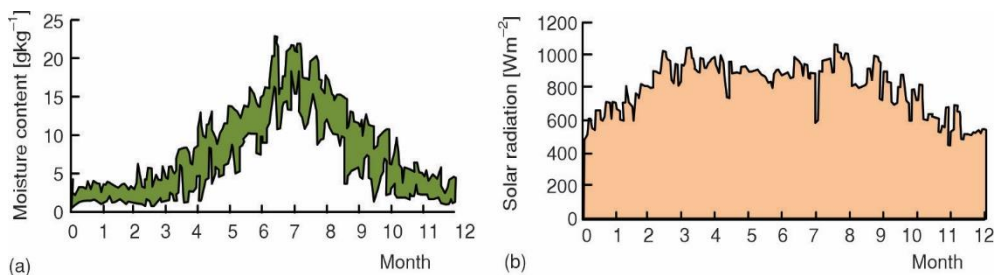 Moisture content [gkg⁻¹]
25
20
15
10
5
0
0 1 2 3 4 5 6 7 8 9 10 11 12
(a)
Month
Solar radiation [Wm⁻²]
1200
1000
800
600
400
200
0
0 1 2 3 4 5 6 7 8 9 10 11 12
(b)
Month